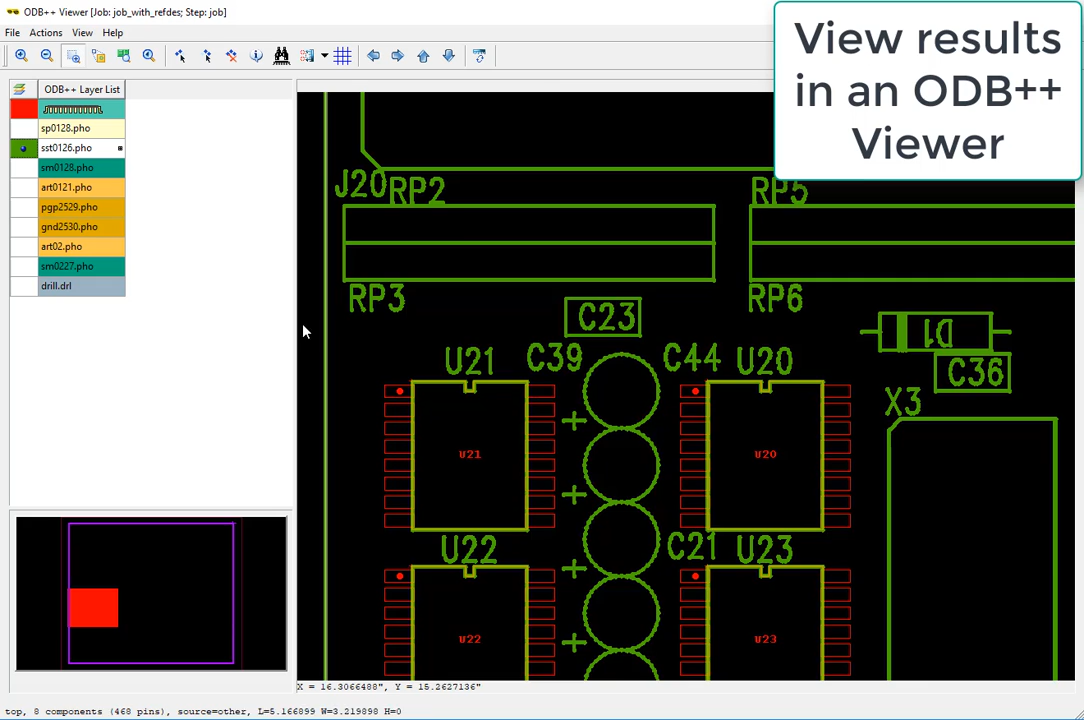 ODB++ Viewer [Job: job_with_refdes; Step: job]
File Actions View Help
View results
in an ODB++
Viewer
ODB++ Layer List
sp0128.pho
sst0126.pho
sm0128.pho
art0121.pho
pgp2529.pho
gnd2530.pho
art02.pho
sm0227.pho
drill.drl
J20 RP2 RP5
RP3 RP6
C23
D1
U21 C39 C44 U20
C36
X3
U21 U20
U22 C21 U23
U22 U23
X = 16.3066488", Y = 15.2627136"
top, 8 components (468 pins), source=other, L=5.166899 W=3.219898 H=0